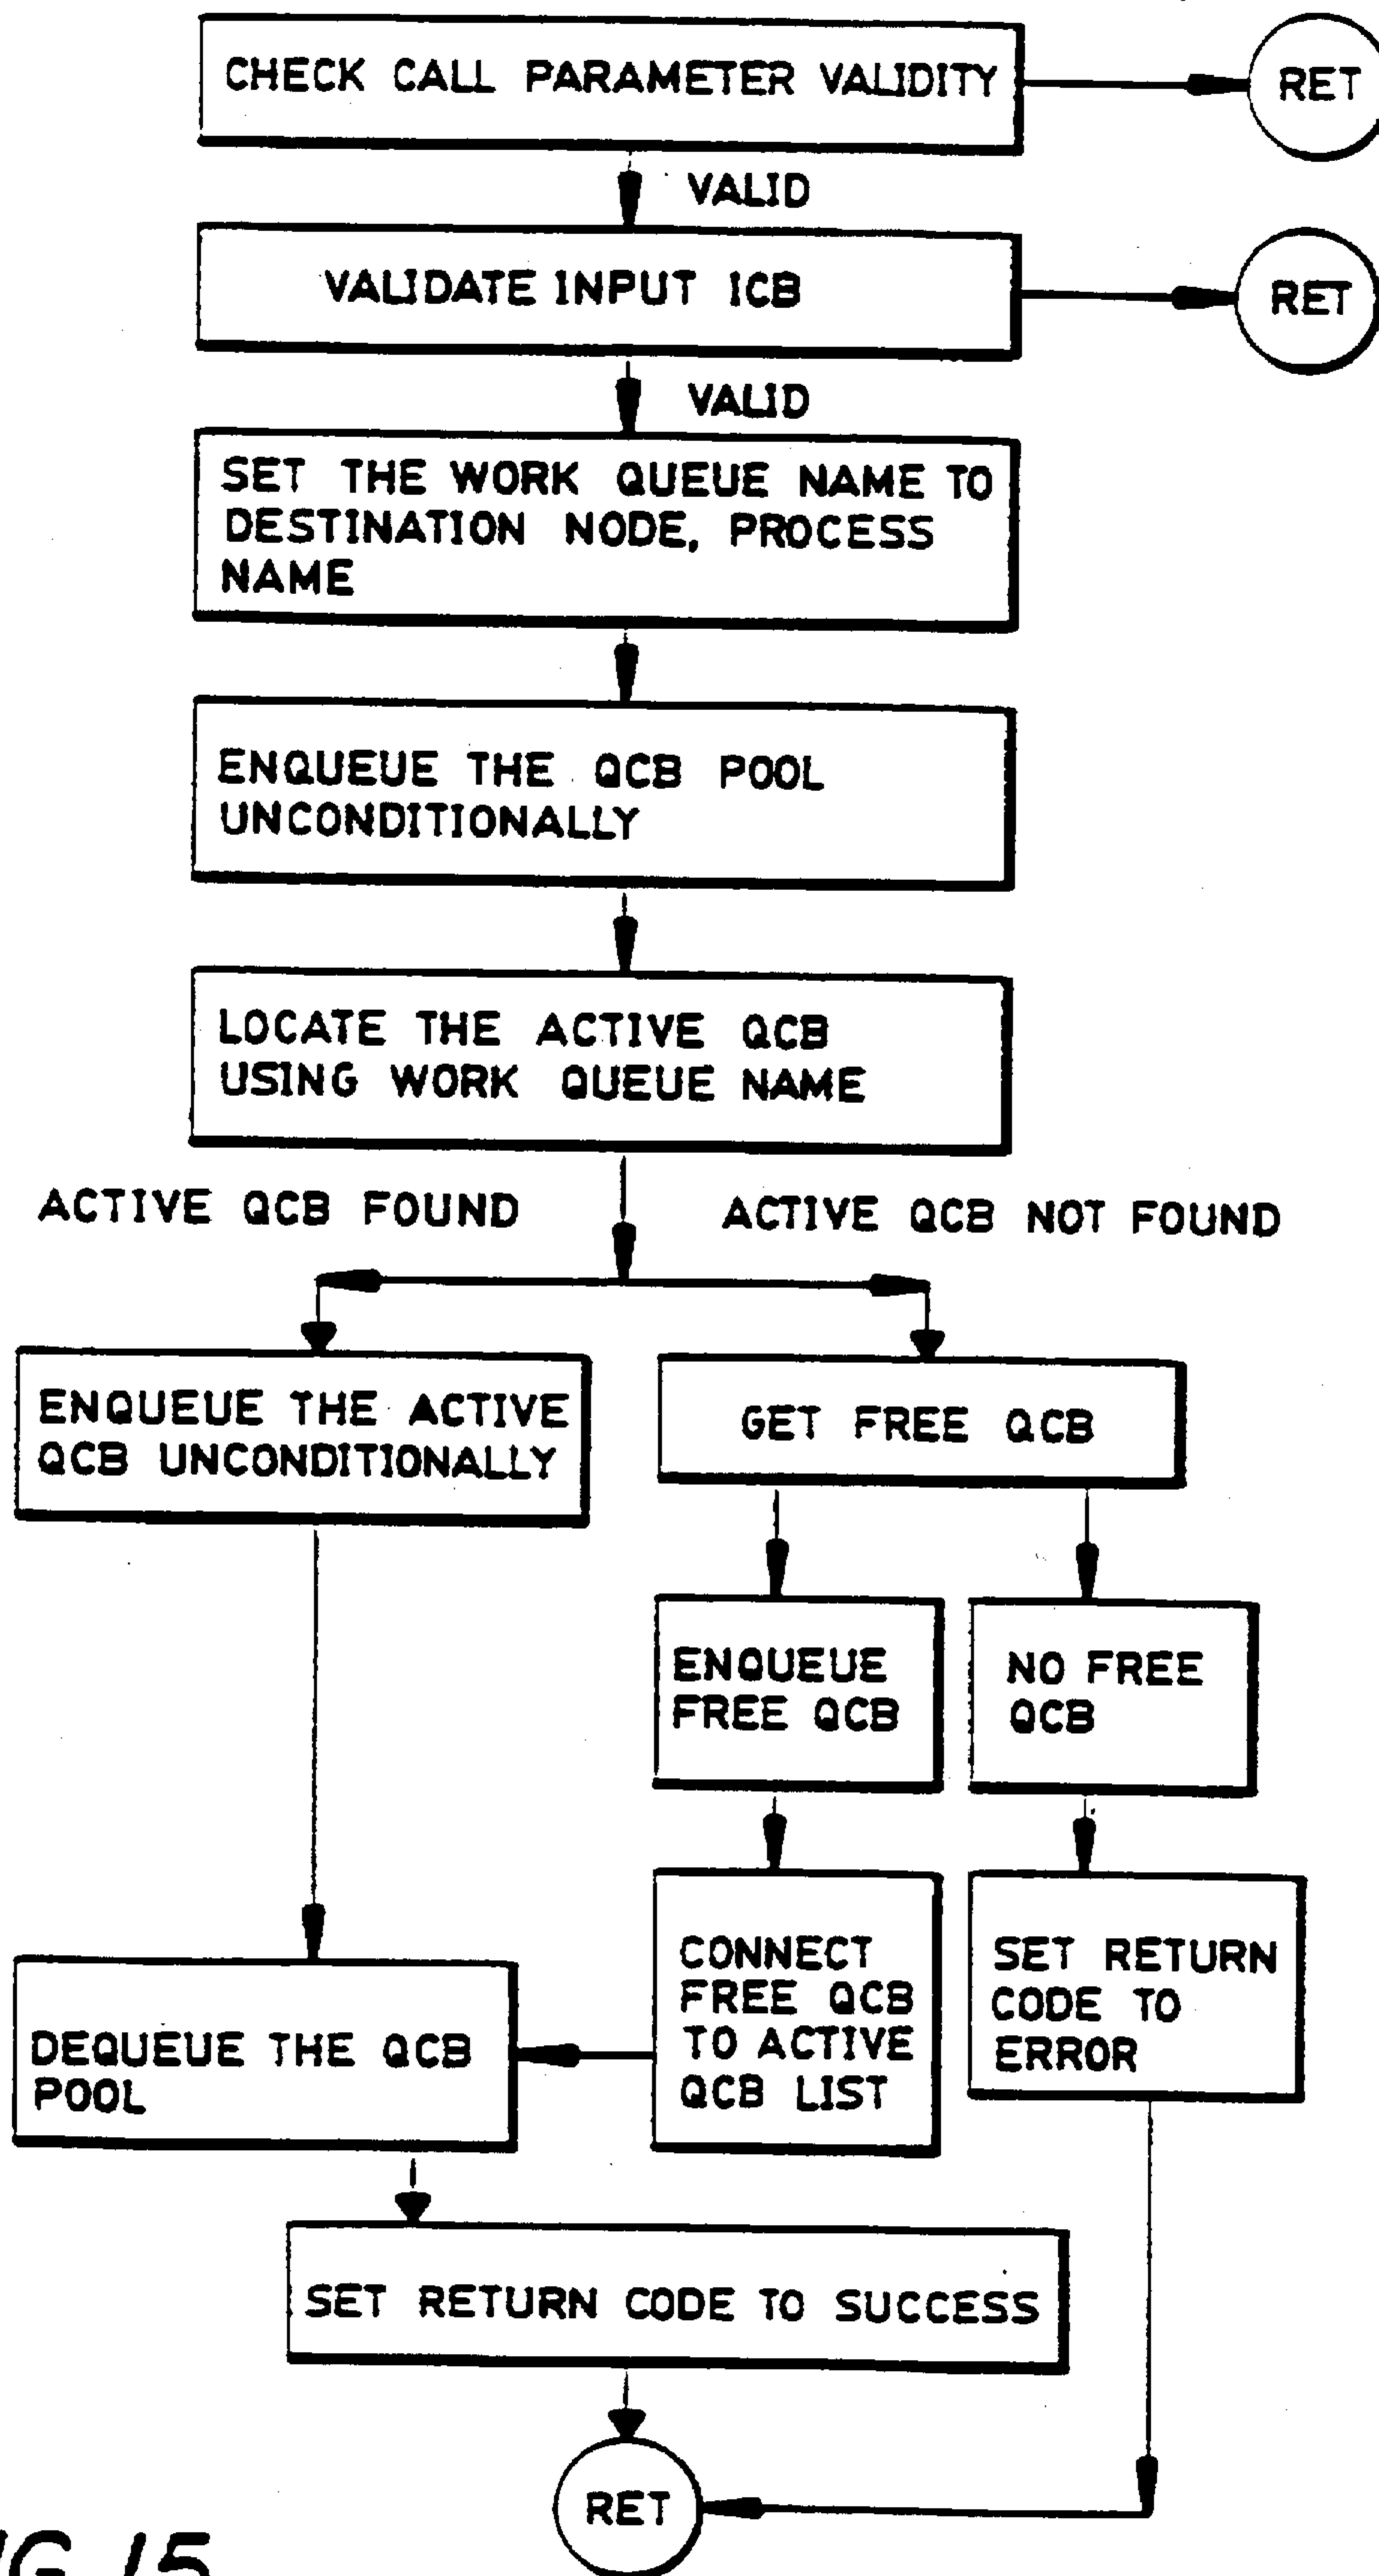 CHECK CALL PARAMETER VALIDITY
RET
VALID
VALIDATE INPUT ICB
RET
VALID
SET THE WORK QUEUE NAME TO
DESTINATION NODE, PROCESS
NAME
ENQUEUE THE QCB POOL
UNCONDITIONALLY
LOCATE THE ACTIVE QCB
USING WORK QUEUE NAME
ACTIVE QCB FOUND
ACTIVE QCB NOT FOUND
ENQUEUE THE ACTIVE
QCB UNCONDITIONALLY
GET FREE QCB
ENQUEUE
FREE QCB
NO FREE
QCB
CONNECT
FREE QCB
TO ACTIVE
QCB LIST
SET RETURN
CODE TO
ERROR
DEQUEUE THE QCB
POOL
SET RETURN CODE TO SUCCESS
RET
15